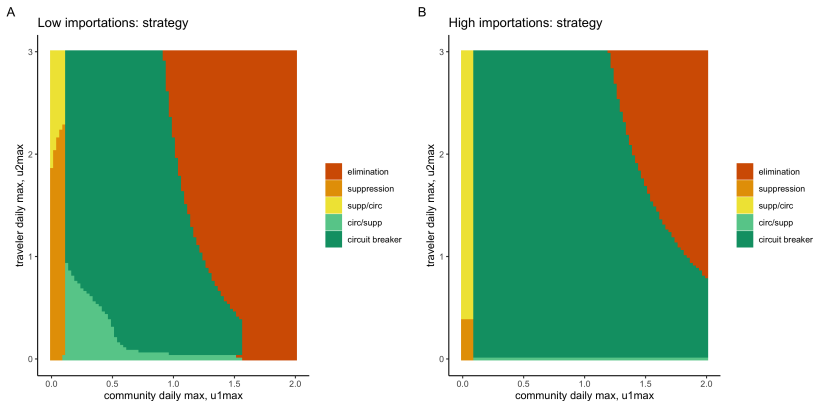 A
Low importations: strategy
traveler daily max, u2max
3
2
1
0
0.0 0.5 1.0 1.5 2.0
community daily max, u1max
elimination
suppression
supp/circ
circ/supp
circuit breaker
B
High importations: strategy
traveler daily max, u2max
3
2
1
0
0.0 0.5 1.0 1.5 2.0
community daily max, u1max
elimination
suppression
supp/circ
circ/supp
circuit breaker